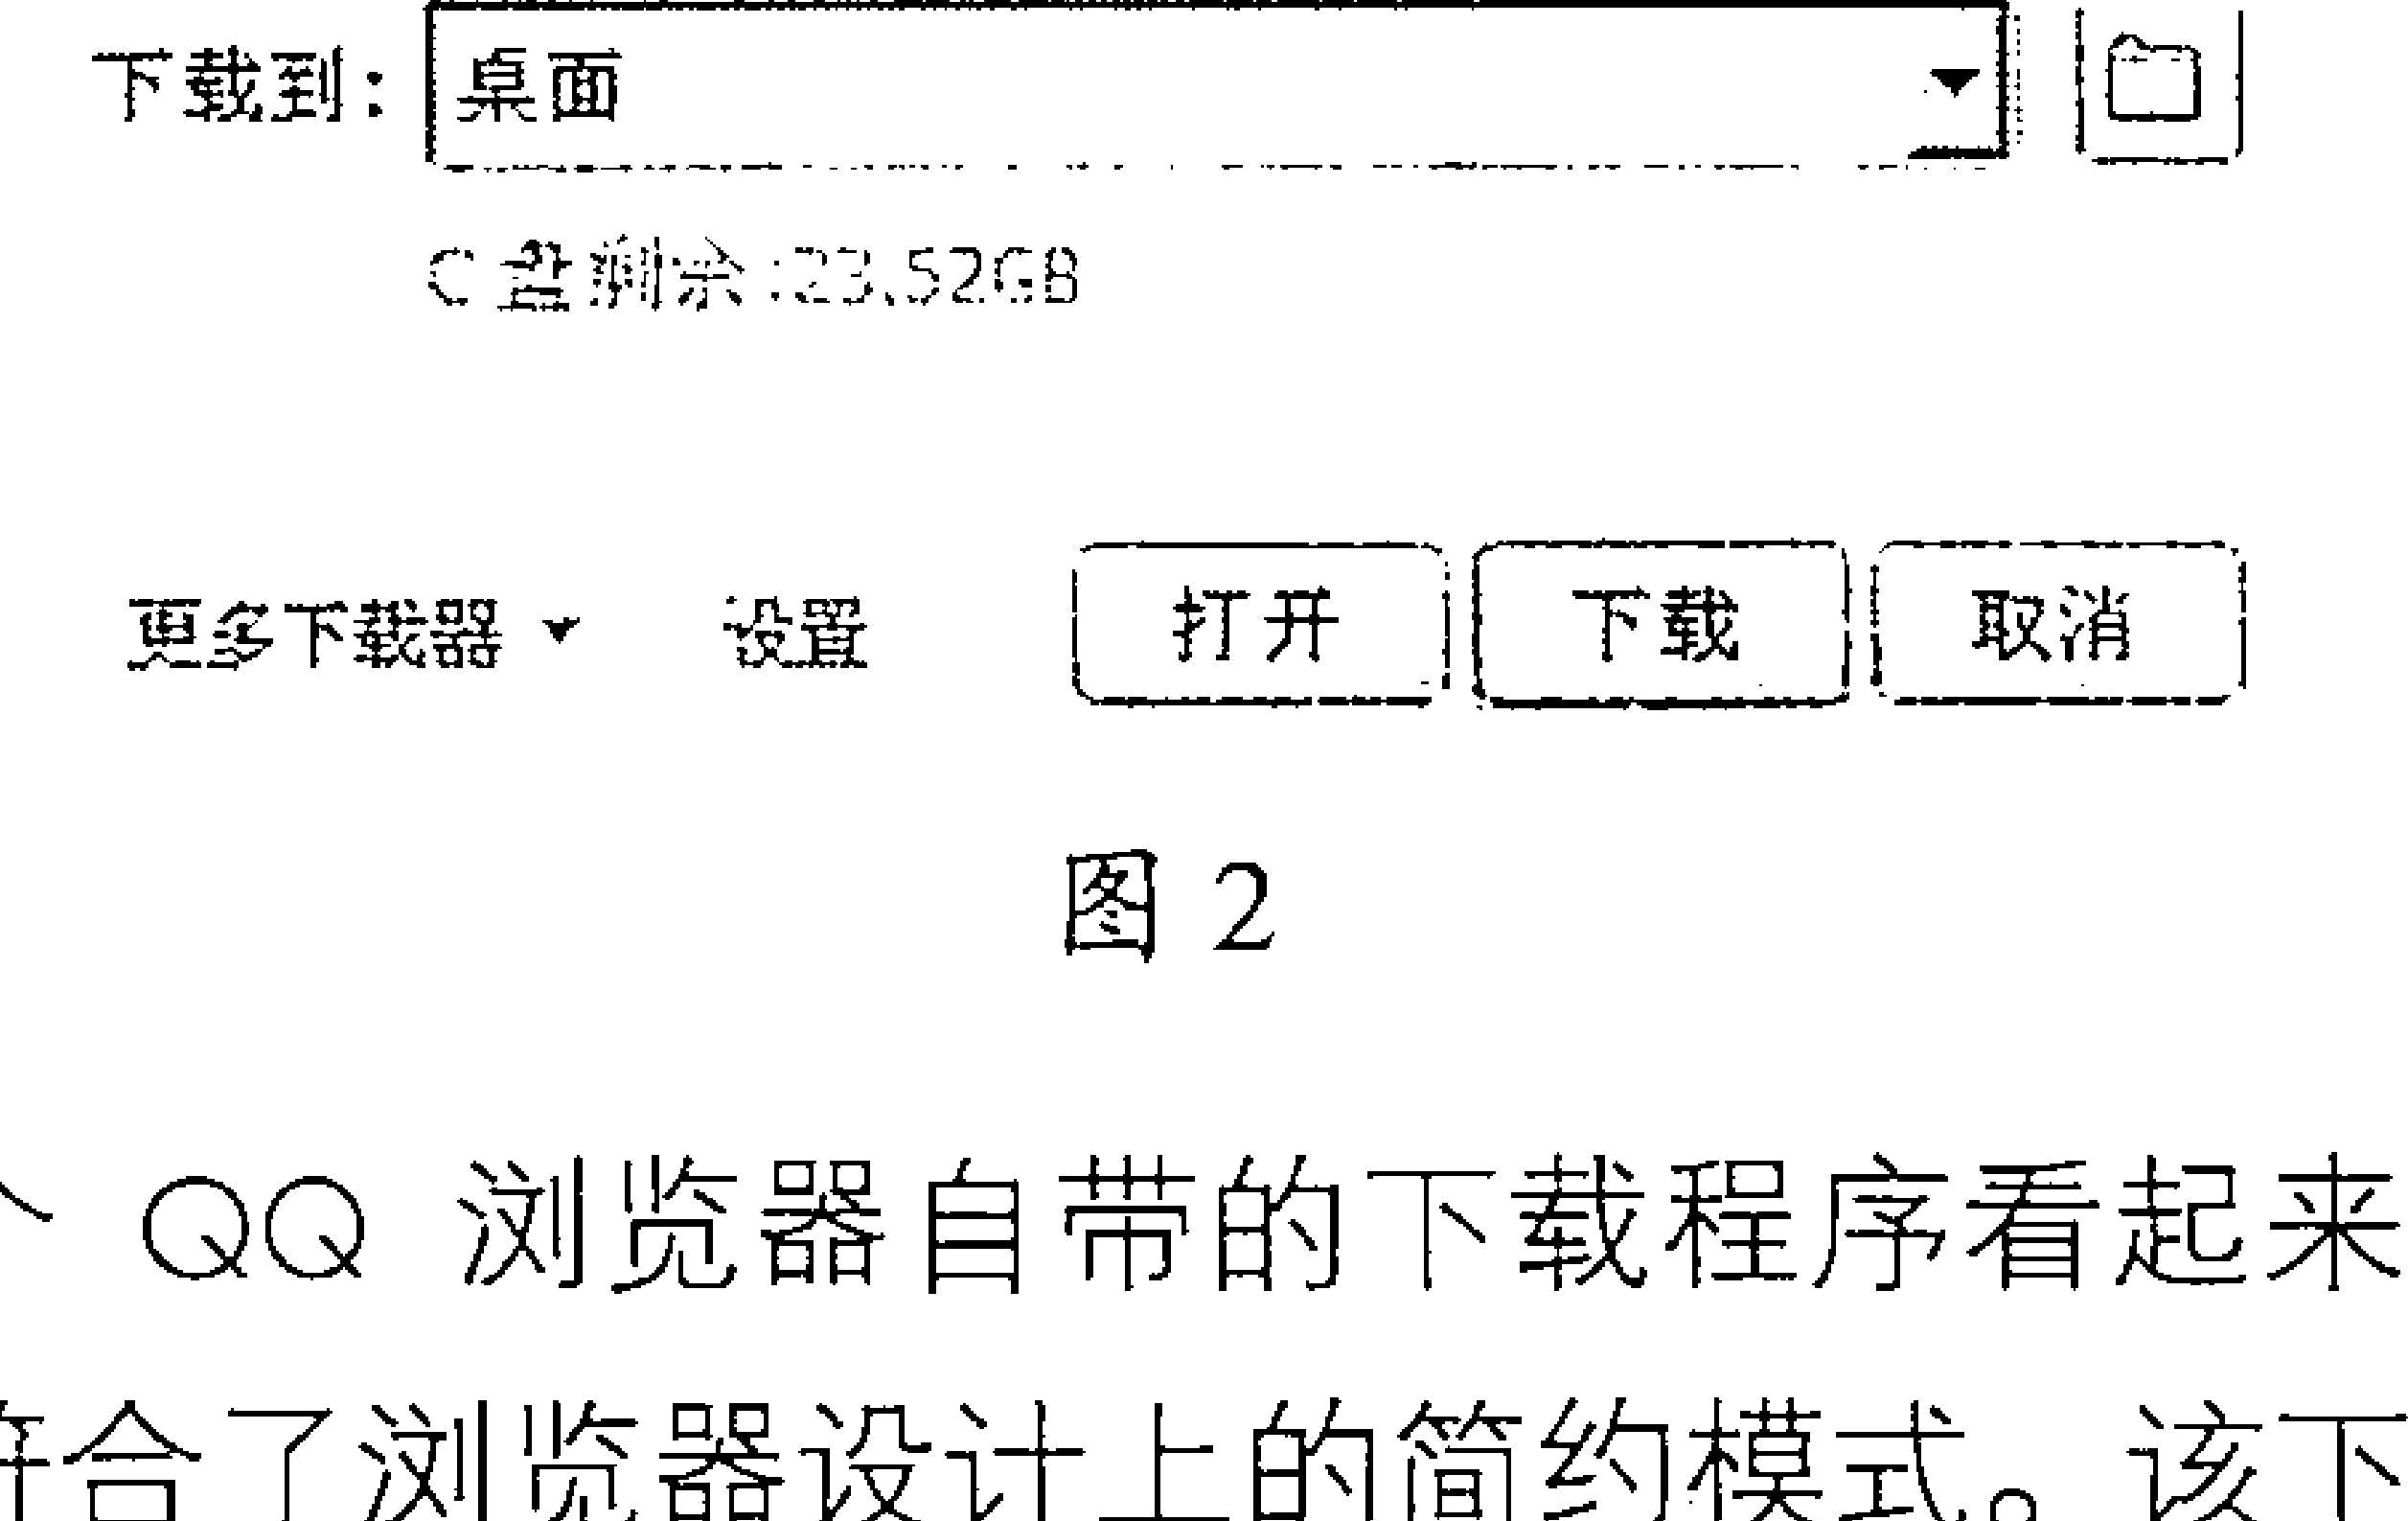 下载到： 桌面
C 盘剩余:23.52GB
更多下载器 设置 打开 下载 取消
图 2
QQ 浏览器自带的下载程序看起来
符合了浏览器设计上的简约模式。该下